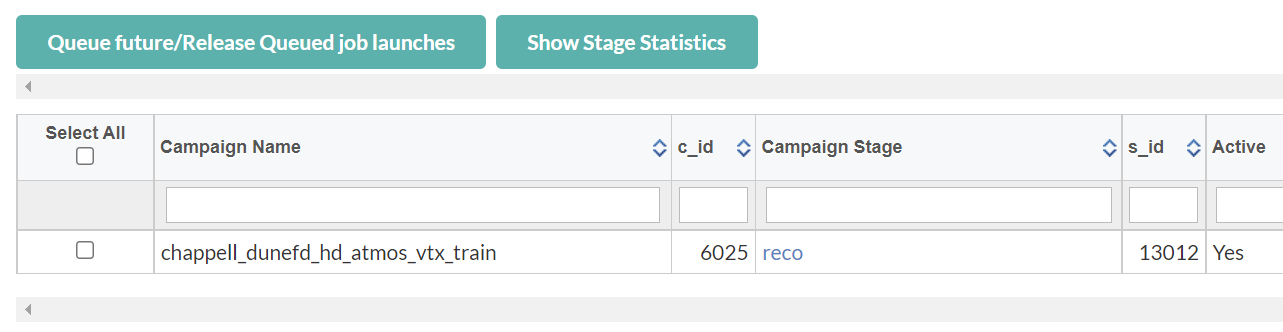 Queue future/Release Queued job launches Show Stage Statistics
Select All
Campaign Name c_id Campaign Stage s_id Active
chappell_dunefd_hd_atmos_vtx_train 6025 reco 13012 Yes